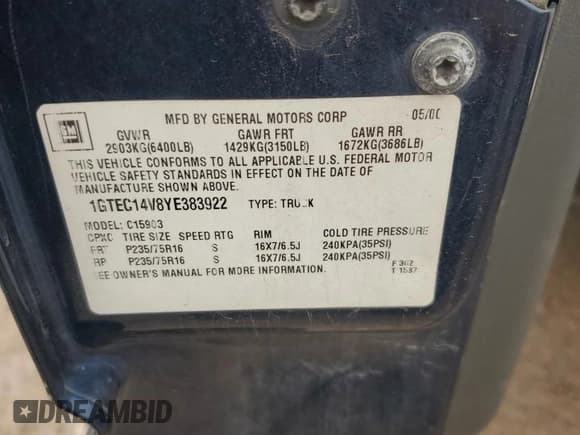 GM
MFD BY GENERAL MOTORS CORP 05/00
GVWR GAWR FRT GAWR RR
2903KG(6400LB) 1429KG(3150LB) 1672KG(3686LB)
THIS VEHICLE CONFORMS TO ALL APPLICABLE U.S. FEDERAL MOTOR
VEHICLE SAFETY STANDARDS IN EFFECT ON THE DATE OF
MANUFACTURE SHOWN ABOVE.
1GTEC14V8YE383922 TYPE: TRUCK
MODEL: C15903
TIRE SIZE SPEED RTG RIM COLD TIRE PRESSURE
FRT P235/75R16 S 16X7/6.5J 240KPA(35PSI)
RR P235/75R16 S 16X7/6.5J 240KPA(35PSI)
SEE OWNER'S MANUAL FOR MORE INFORMATION.
DREAMBID